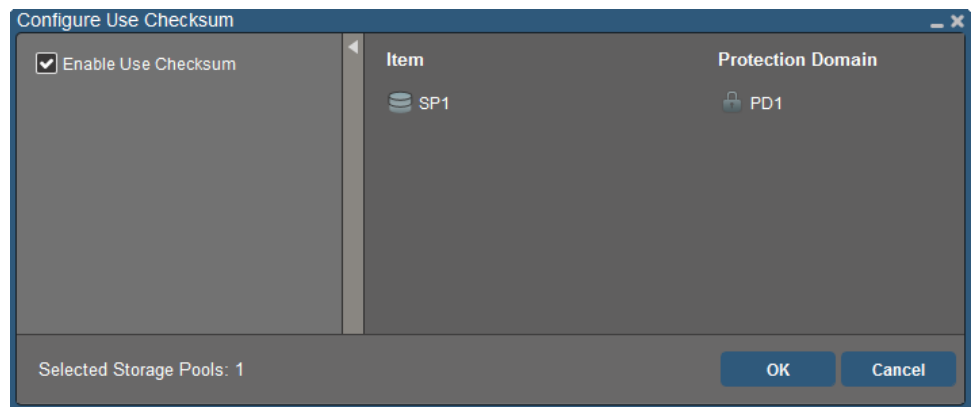 Configure Use Checksum
Enable Use Checksum
Item Protection Domain
SP1 PD1
Selected Storage Pools: 1
OK Cancel